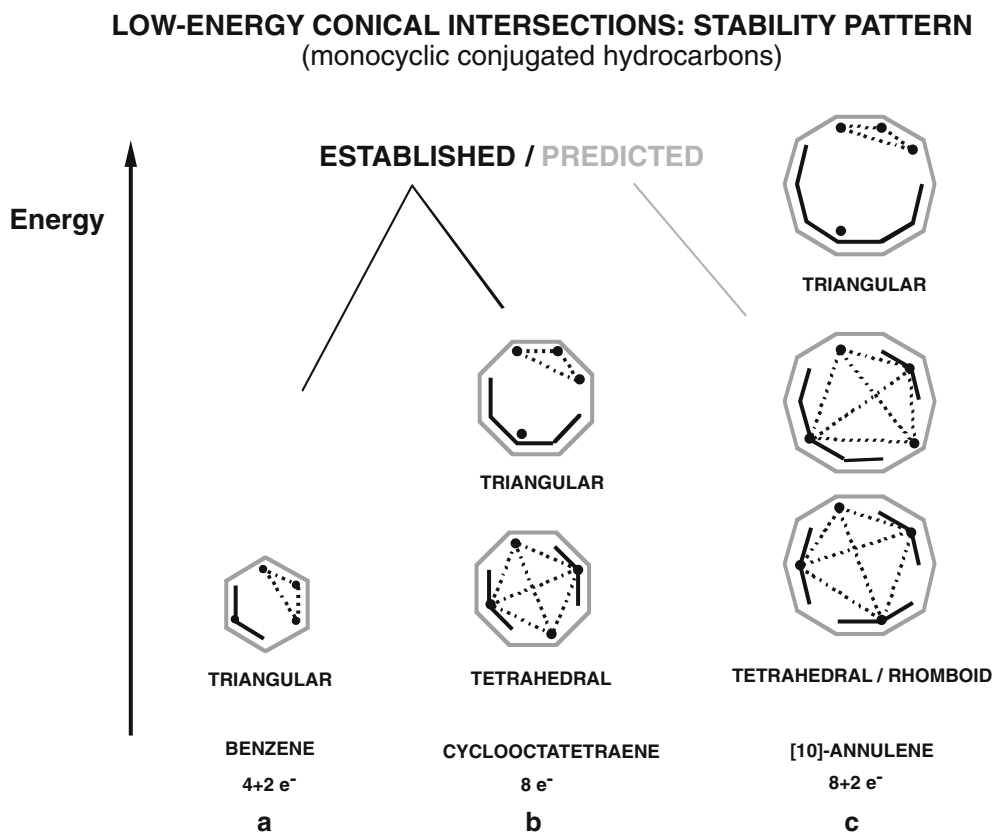 LOW-ENERGY CONICAL INTERSECTIONS: STABILITY PATTERN
(monocyclic conjugated hydrocarbons)
ESTABLISHED / PREDICTED
Energy
TRIANGULAR
TRIANGULAR
TRIANGULAR
TETRAHEDRAL
TETRAHEDRAL / RHOMBOID
BENZENE
CYCLOOCTATETRAENE
[10]-ANNULENE
4+2 e-
8 e-
8+2 e-
a
b
c